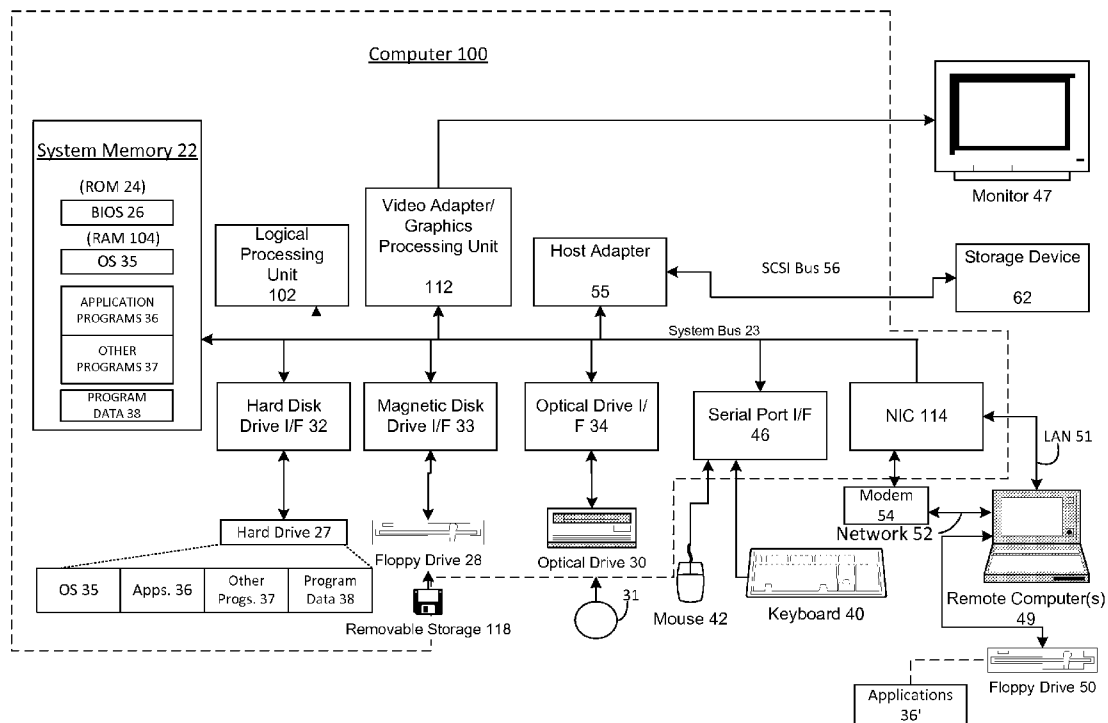 Computer 100
System Memory 22
(ROM 24)
BIOS 26
(RAM 104)
OS 35
APPLICATION
PROGRAMS 36
OTHER
PROGRAMS 37
PROGRAM
DATA 38
Logical
Processing
Unit
102
Video Adapter/
Graphics
Processing Unit
112
Host Adapter
55
SCSI Bus 56
Monitor 47
Storage Device
62
System Bus 23
Hard Disk
Drive I/F 32
Magnetic Disk
Drive I/F 33
Optical Drive I/
F 34
Serial Port I/F
46
NIC 114
LAN 51
Modem
54
Network 52
Hard Drive 27
Floppy Drive 28
Optical Drive 30
OS 35
Apps. 36
Other
Progs. 37
Program
Data 38
Removable Storage 118
31
Mouse 42
Keyboard 40
Remote Computer(s)
49
Floppy Drive 50
Applications
36'